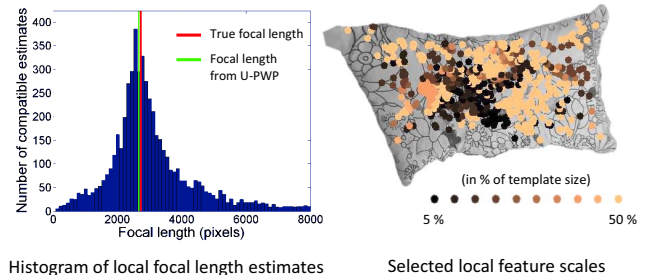 Number of compatible estimates
400
350
300
250
200
150
100
50
0
0
2000
4000
6000
8000
Focal length (pixels)
True focal length
Focal length
from U-PWP
Histogram of local focal length estimates
(in % of template size)
5 %
50 %
Selected local feature scales